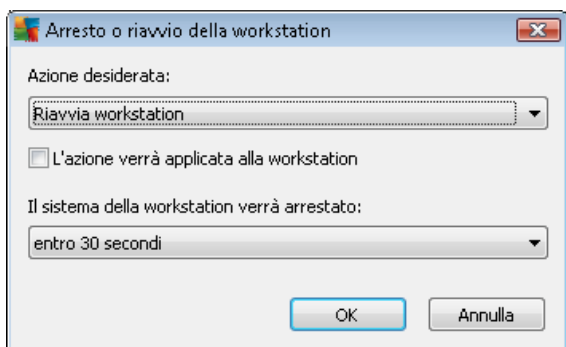 Arresto o riavvio della workstation
Azione desiderata:
Riavvia workstation
L'azione verrà applicata alla workstation
Il sistema della workstation verrà arrestato:
entro 30 secondi
OK Annulla